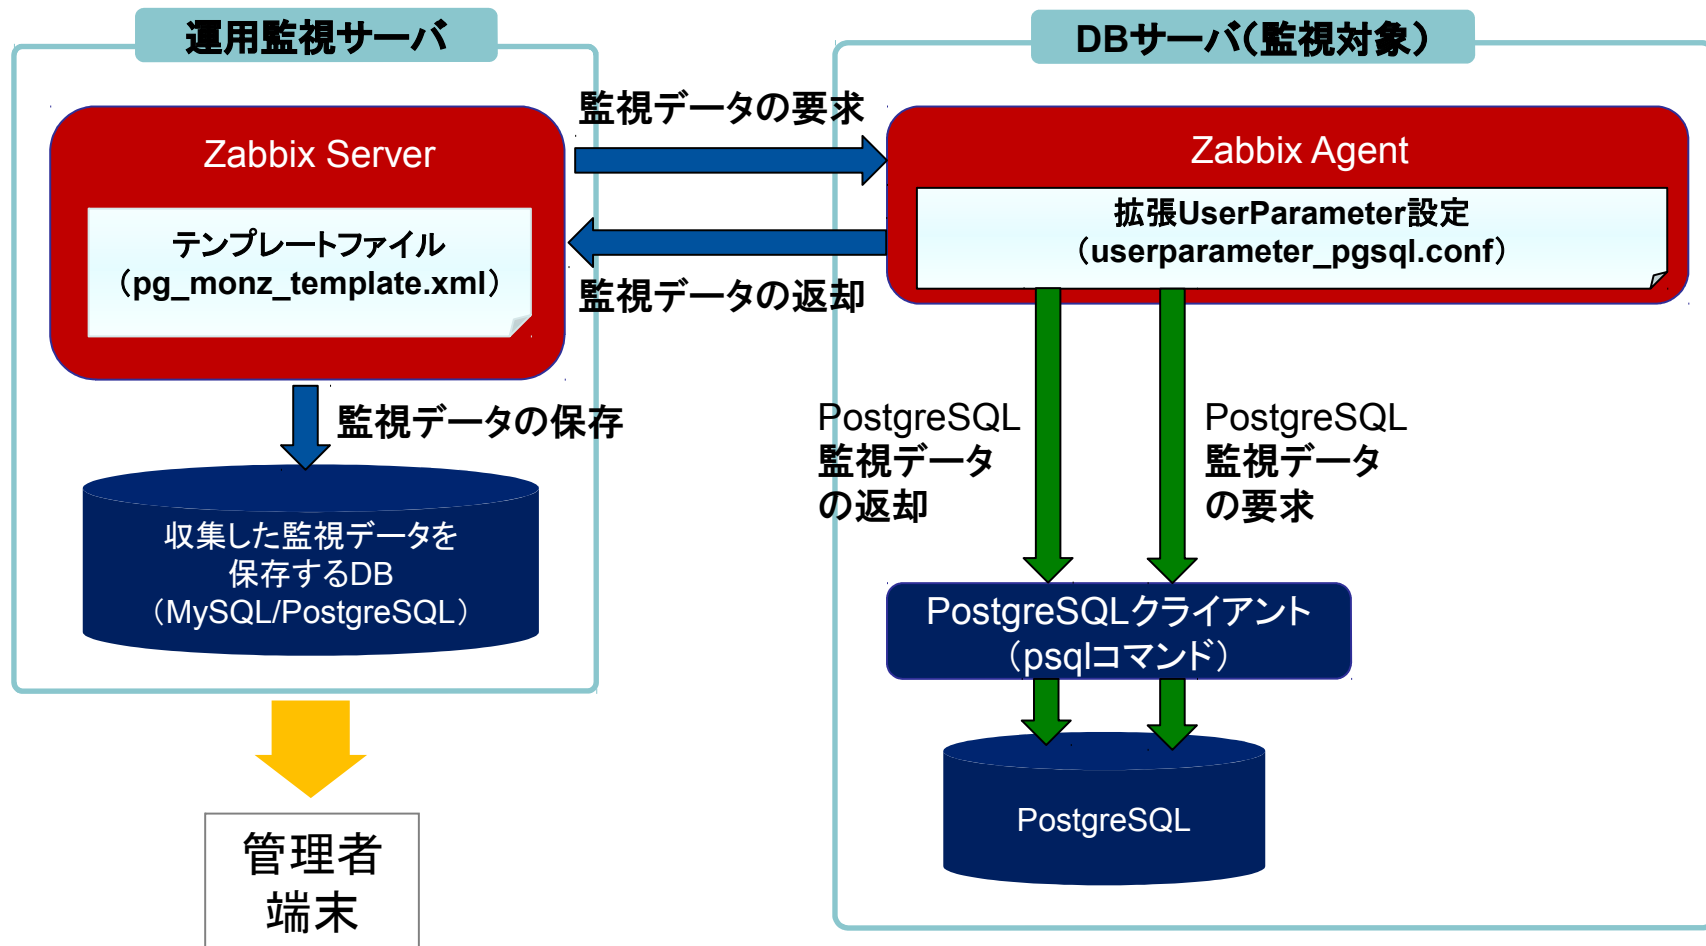 運用監視サーバ
DBサーバ（監視対象）
監視データの要求
Zabbix Server
Zabbix Agent
テンプレートファイル
（pg_monz_template.xml）
拡張UserParameter設定
（userparameter_pgsql.conf）
監視データの返却
監視データの保存
PostgreSQL
監視データ
の返却
PostgreSQL
監視データ
の要求
収集した監視データを
保存するDB
（MySQL/PostgreSQL）
PostgreSQLクライアント
（psqlコマンド）
PostgreSQL
管理者
端末